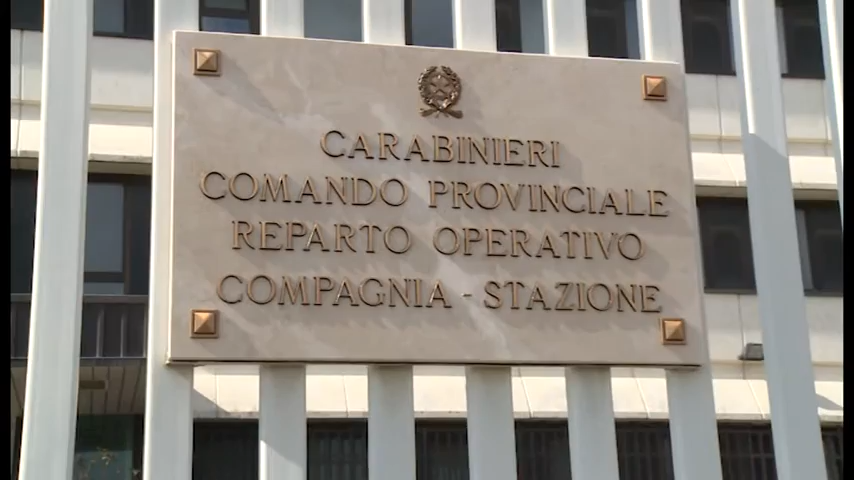 CARABINIERI
COMANDO PROVINCIALE
REPARTO OPERATIVO
COMPAGNIA - STAZIONE